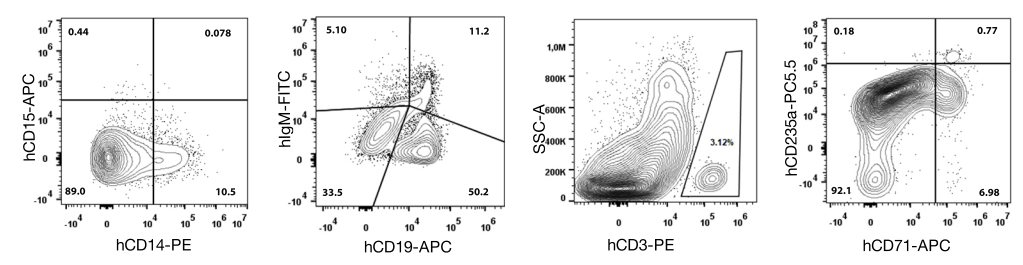 hCD15-APC
10^7
10^6
10^5
10^4
0
-10^4
0.44
0.078
89.0
10.5
-10^4 0 10^4 10^5 10^6 10^7
hCD14-PE
hIgM-FITC
10^7
10^6
10^5
10^4
0
-10^4
5.10
11.2
33.5
50.2
-10^4 0 10^4 10^5 10^6
hCD19-APC
SSC-A
1,0M
800K
600K
400K
200K
0
3.12%
-10^4 0 10^4 10^5 10^6
hCD3-PE
hCD235a-PC5.5
10^8
10^7
10^6
10^5
10^4
0
-10^4
0.18
0.77
92.1
6.98
-10^4 0 10^4 10^5 10^6 10^7
hCD71-APC